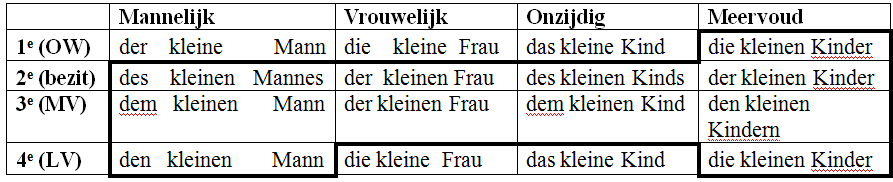 Mannelijk Vrouwelijk Onzijdig Meervoud
1e (OW) der kleine Mann die kleine Frau das kleine Kind die kleinen Kinder
2e (bezit) des kleinen Mannes der kleinen Frau des kleinen Kinds der kleinen Kinder
3e (MV) dem kleinen Mann der kleinen Frau dem kleinen Kind den kleinen
Kindern
4e (LV) den kleinen Mann die kleine Frau das kleine Kind die kleinen Kinder